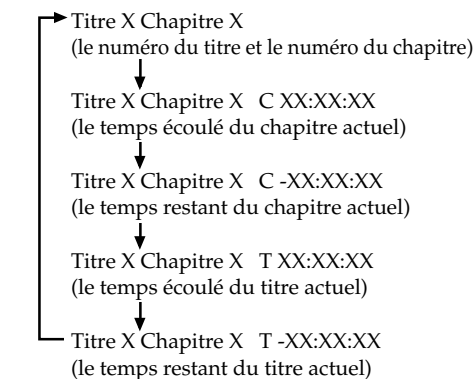 Titre X Chapitre X
(le numéro du titre et le numéro du chapitre)
Titre X Chapitre X C XX:XX:XX
(le temps écoulé du chapitre actuel)
Titre X Chapitre X C -XX:XX:XX
(le temps restant du chapitre actuel)
Titre X Chapitre X T XX:XX:XX
(le temps écoulé du titre actuel)
Titre X Chapitre X T -XX:XX:XX
(le temps restant du titre actuel)